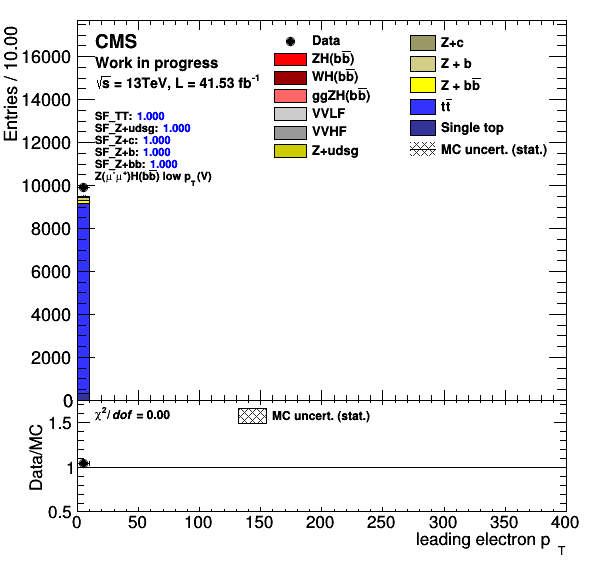 CMS
Work in progress
√s = 13TeV, L = 41.53 fb⁻¹
SF_TT: 1.000
SF_Z+udsg: 1.000
SF_Z+c: 1.000
SF_Z+b: 1.000
SF_Z+bb: 1.000
Z(μ⁻μ⁺)H(bb̅) low p_T(V)
Data
ZH(bb̅)
WH(bb̅)
ggZH(bb̅)
VVLF
VVHF
Z+udsg
Z+c
Z + b
Z + bb̅
tt̅
Single top
MC uncert. (stat.)
Entries / 10.00
16000
14000
12000
10000
8000
6000
4000
2000
0
χ²/dof = 0.00
MC uncert. (stat.)
Data/MC
1.5
1
0.5
0 50 100 150 200 250 300 350 400
leading electron p_T